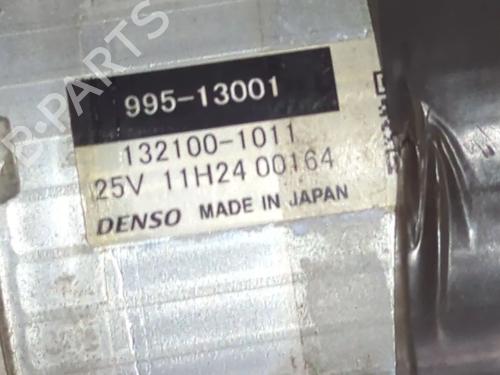 995-13001
132100-1011
25V 11H24 00164
DENSO MADE IN JAPAN
B-PARTS